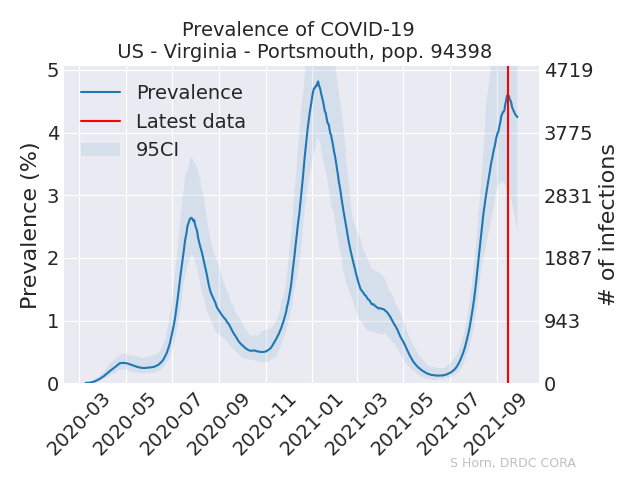 Prevalence of COVID-19
US - Virginia - Portsmouth, pop. 94398
Prevalence
Latest data
95CI
Prevalence (%)
5
4
3
2
1
0
4719
3775
2831
1887
943
0
# of infections
2020-03
2020-05
2020-07
2020-09
2020-11
2021-01
2021-03
2021-05
2021-07
2021-09
S Horn, DRDC CORA